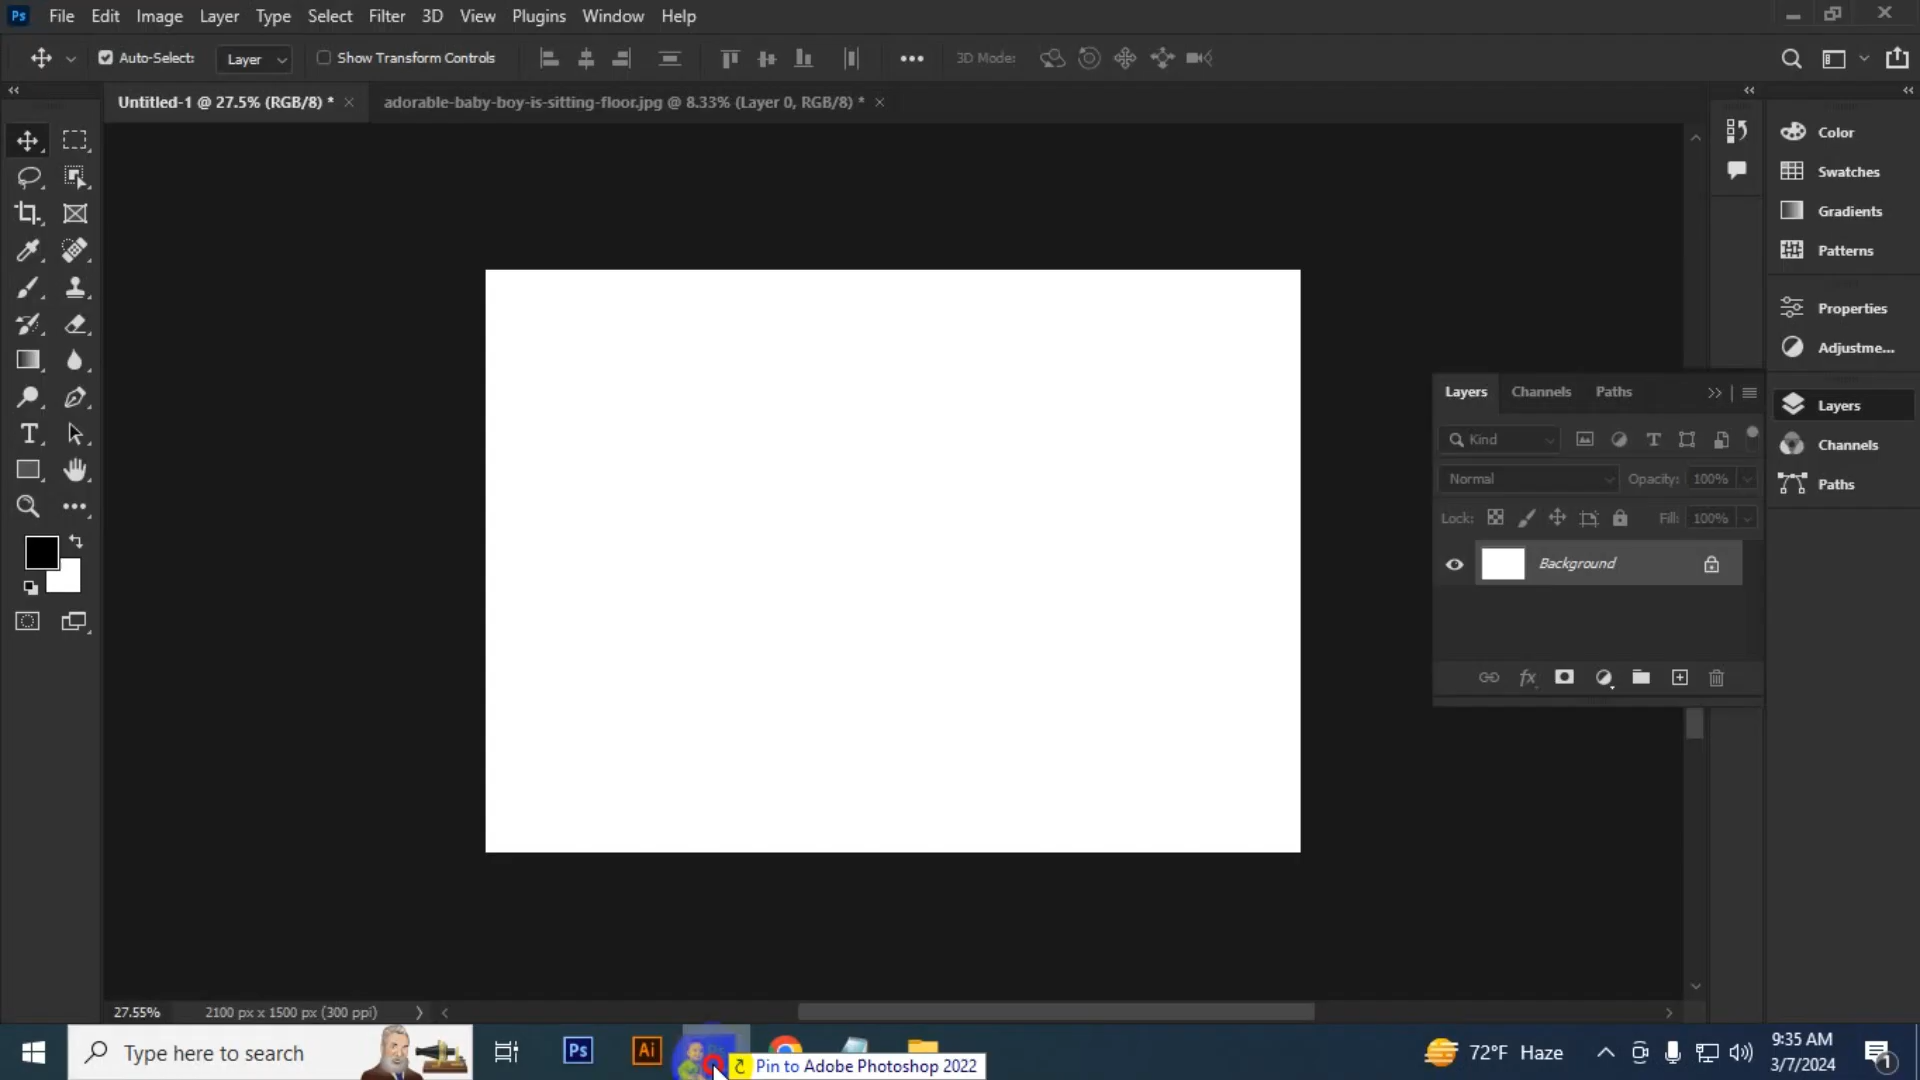 Ps File Edit Image Layer Type Select Filter 3D View Plugins Window Help
Auto-Select: Layer Show Transform Controls 3D Mode:
Untitled-1 @ 27.5% (RGB/8) * adorable-baby-boy-is-sitting-floor.jpg @ 8.33% (Layer 0, RGB/8) *
Color
Swatches
Gradients
Patterns
Properties
Adjustme...
Layers
Channels
Paths
Layers Channels Paths
Kind
Normal Opacity: 100%
Lock: Fill: 100%
Background
27.55% 2100 px x 1500 px (300 ppi)
Type here to search
Ps
Ai
Pin to Adobe Photoshop 2022
72°F Haze
9:35 AM
3/7/2024
1